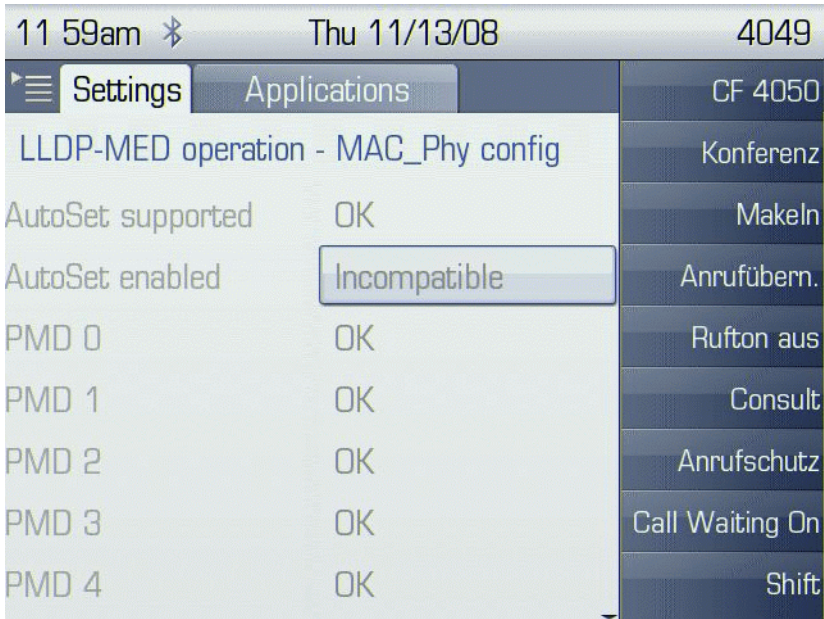 11 59am Thu 11/13/08 4049
Settings Applications
LLDP-MED operation - MAC_Phy config
AutoSet supported OK
AutoSet enabled Incompatible
PMD 0 OK
PMD 1 OK
PMD 2 OK
PMD 3 OK
PMD 4 OK
CF 4050
Konferenz
Makeln
Anrufübern.
Rufton aus
Consult
Anrufschutz
Call Waiting On
Shift